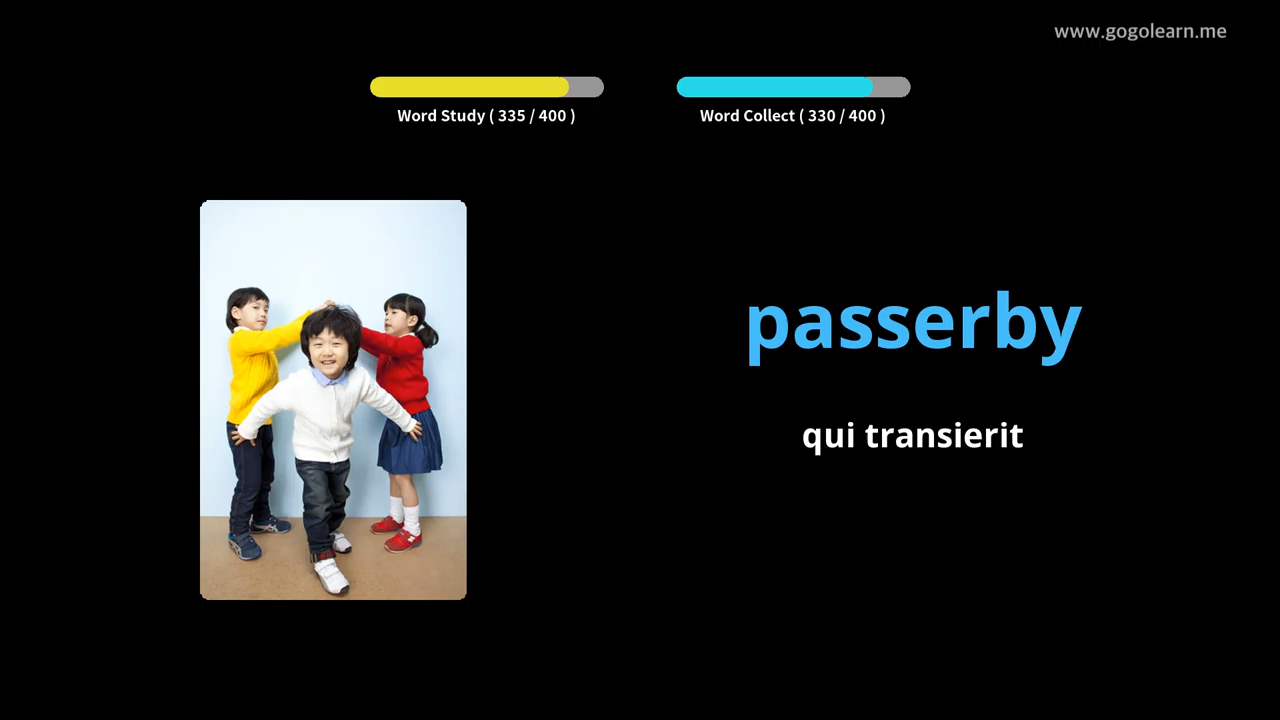 www.gogolearn.me
Word Study ( 335 / 400 )
Word Collect ( 330 / 400 )
passerby
qui transierit